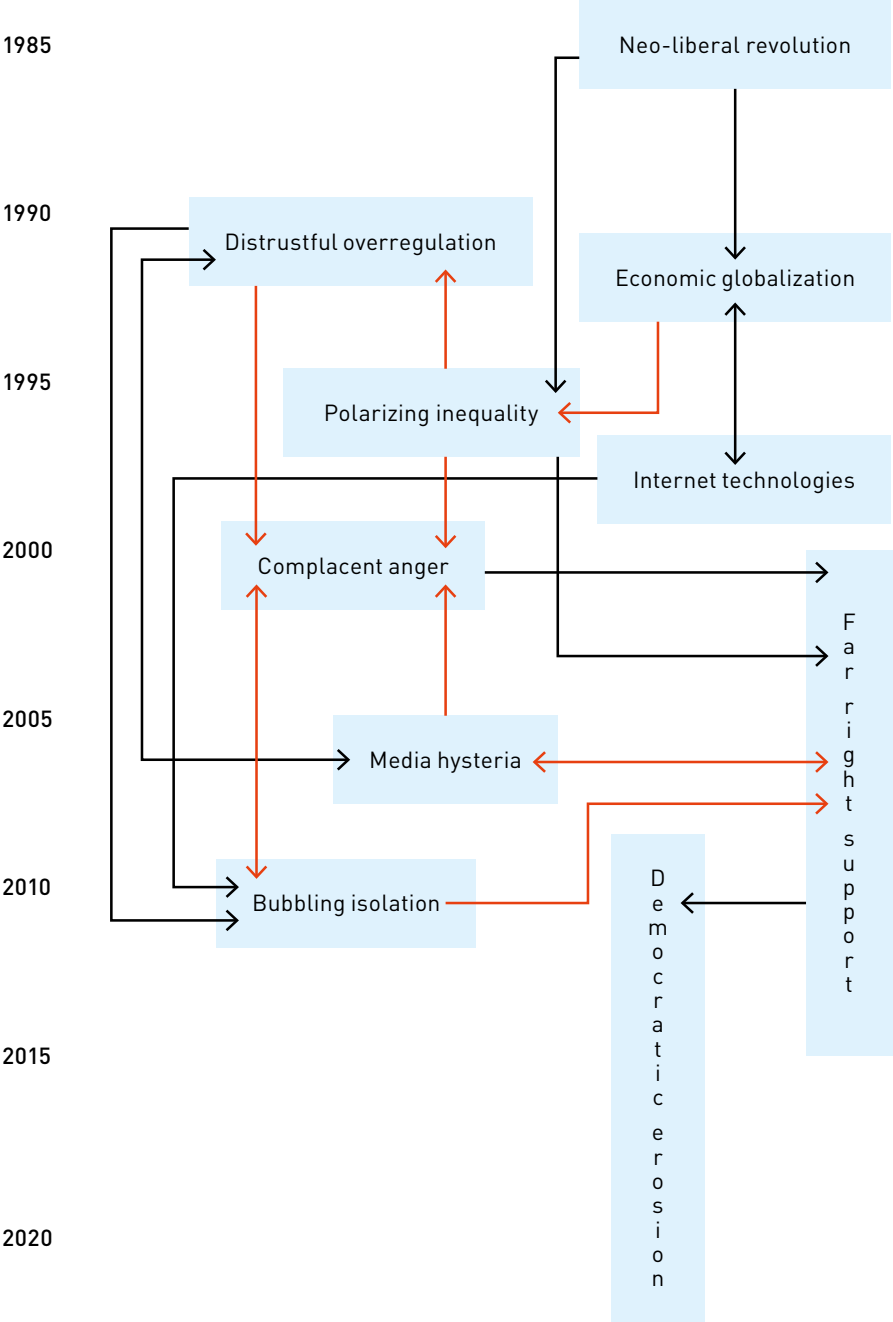 1985
Neo-liberal revolution
1990
Distrustful overregulation
Economic globalization
1995
Polarizing inequality
Internet technologies
2000
Complacent anger
Far right support
2005
Media hysteria
2010
Bubbling isolation
Democratic erosion
2015
2020